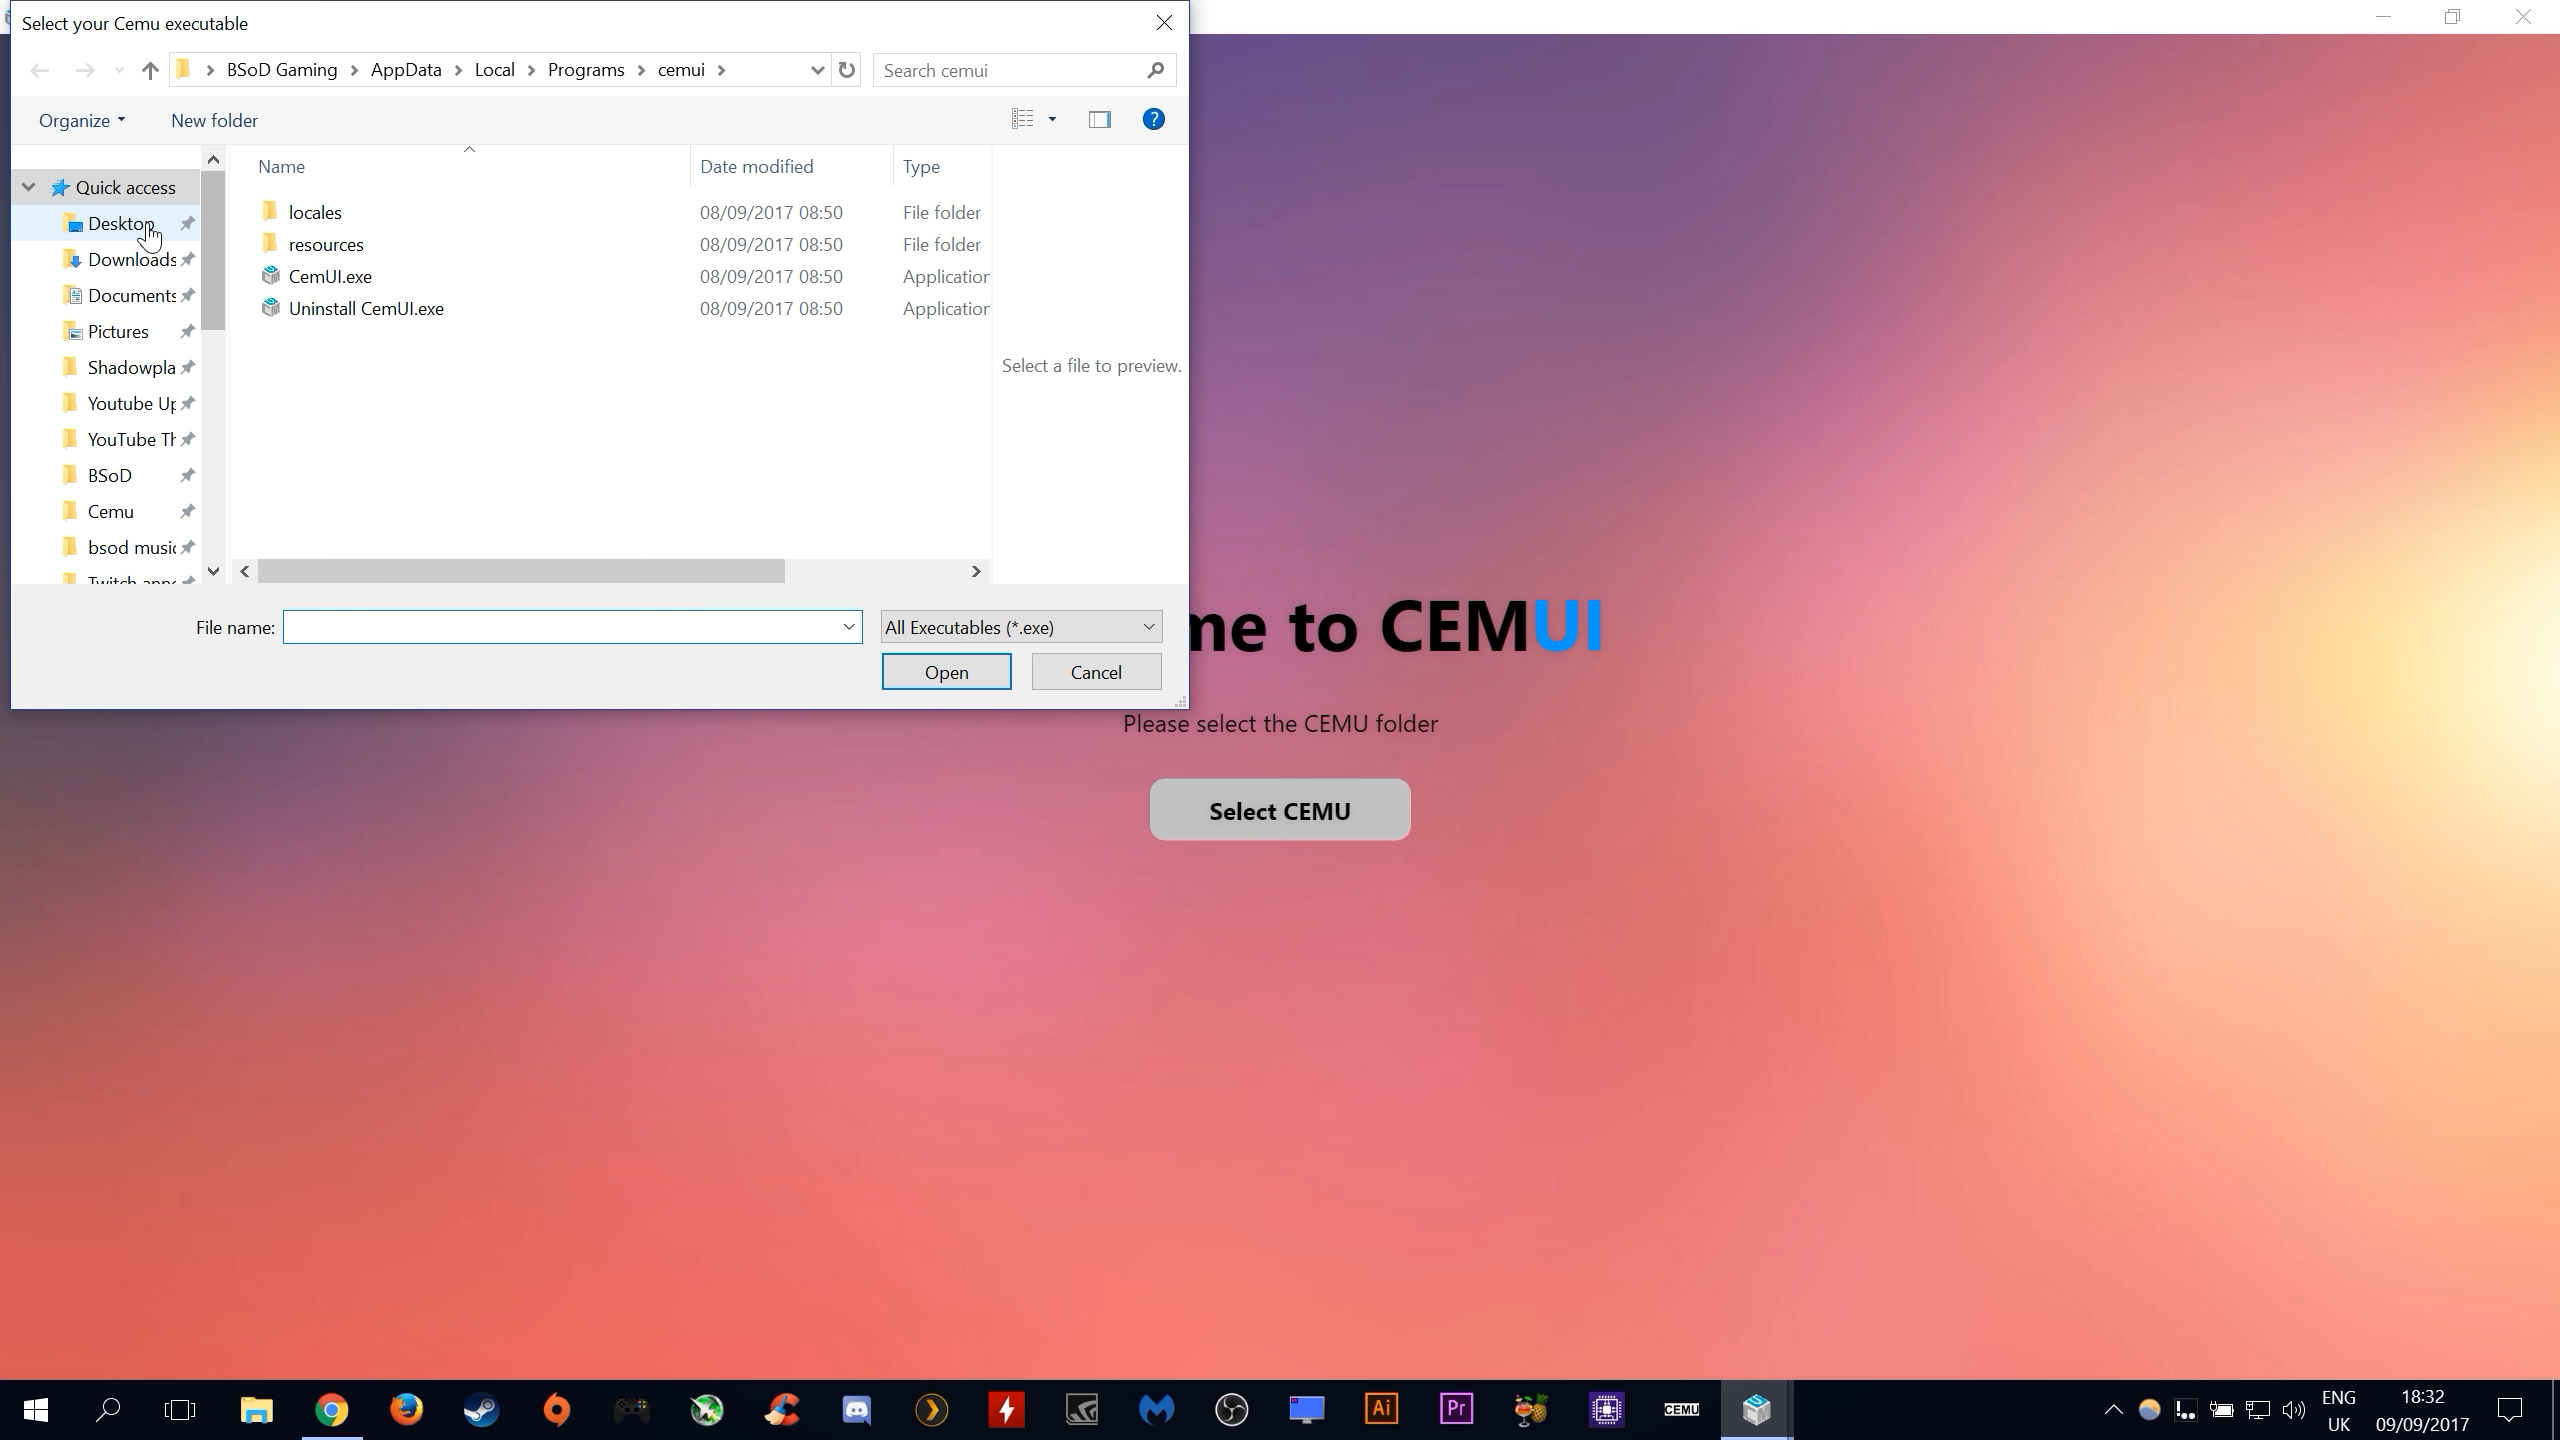 Select your Cemu executable
BSoD Gaming > AppData > Local > Programs > cemui >
Search cemui
Organize
New folder
Name
Date modified
Type
Quick access
Desktop
Downloads
Documents
Pictures
Shadowpla
Youtube Up
YouTube Th
BSoD
Cemu
bsod music
locales 08/09/2017 08:50 File folder
resources 08/09/2017 08:50 File folder
CemUI.exe 08/09/2017 08:50 Application
Uninstall CemUI.exe 08/09/2017 08:50 Application
Select a file to preview.
File name:
All Executables (*.exe)
Open
Cancel
me to CEMUI
Please select the CEMU folder
Select CEMU
Ai
Pr
CEMU
ENG
UK
18:32
09/09/2017